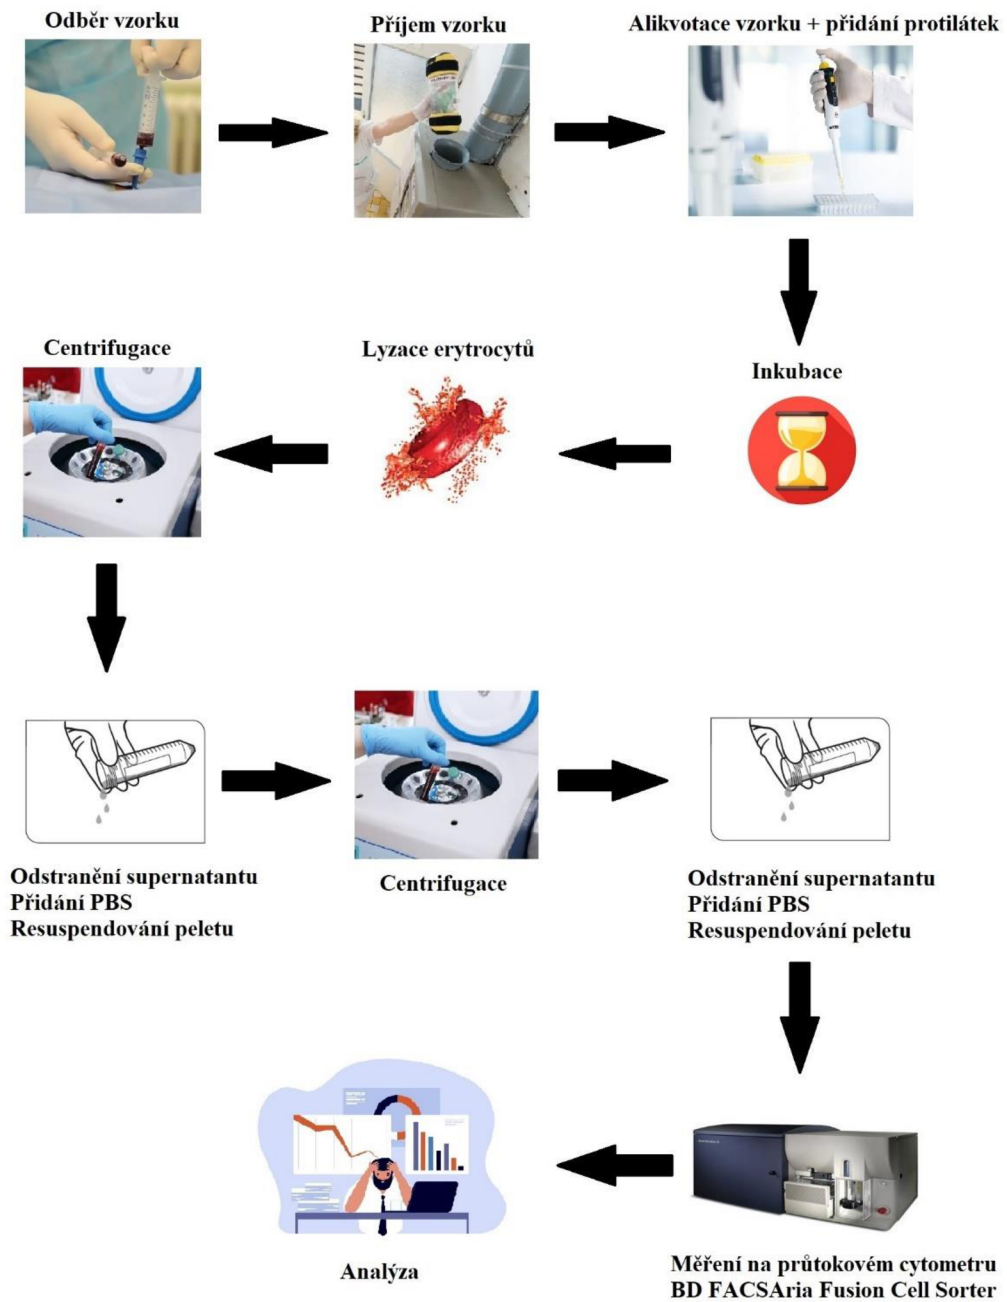 Odběr vzorku
Příjem vzorku
Alikvotace vzorku + přidání protilátek
Inkubace
Lyzace erytrocytů
Centrifugace
Odstranění supernatantu
Přidání PBS
Resuspendování peletu
Centrifugace
Odstranění supernatantu
Přidání PBS
Resuspendování peletu
Měření na průtokovém cytometru
BD FACSAria Fusion Cell Sorter
Analýza